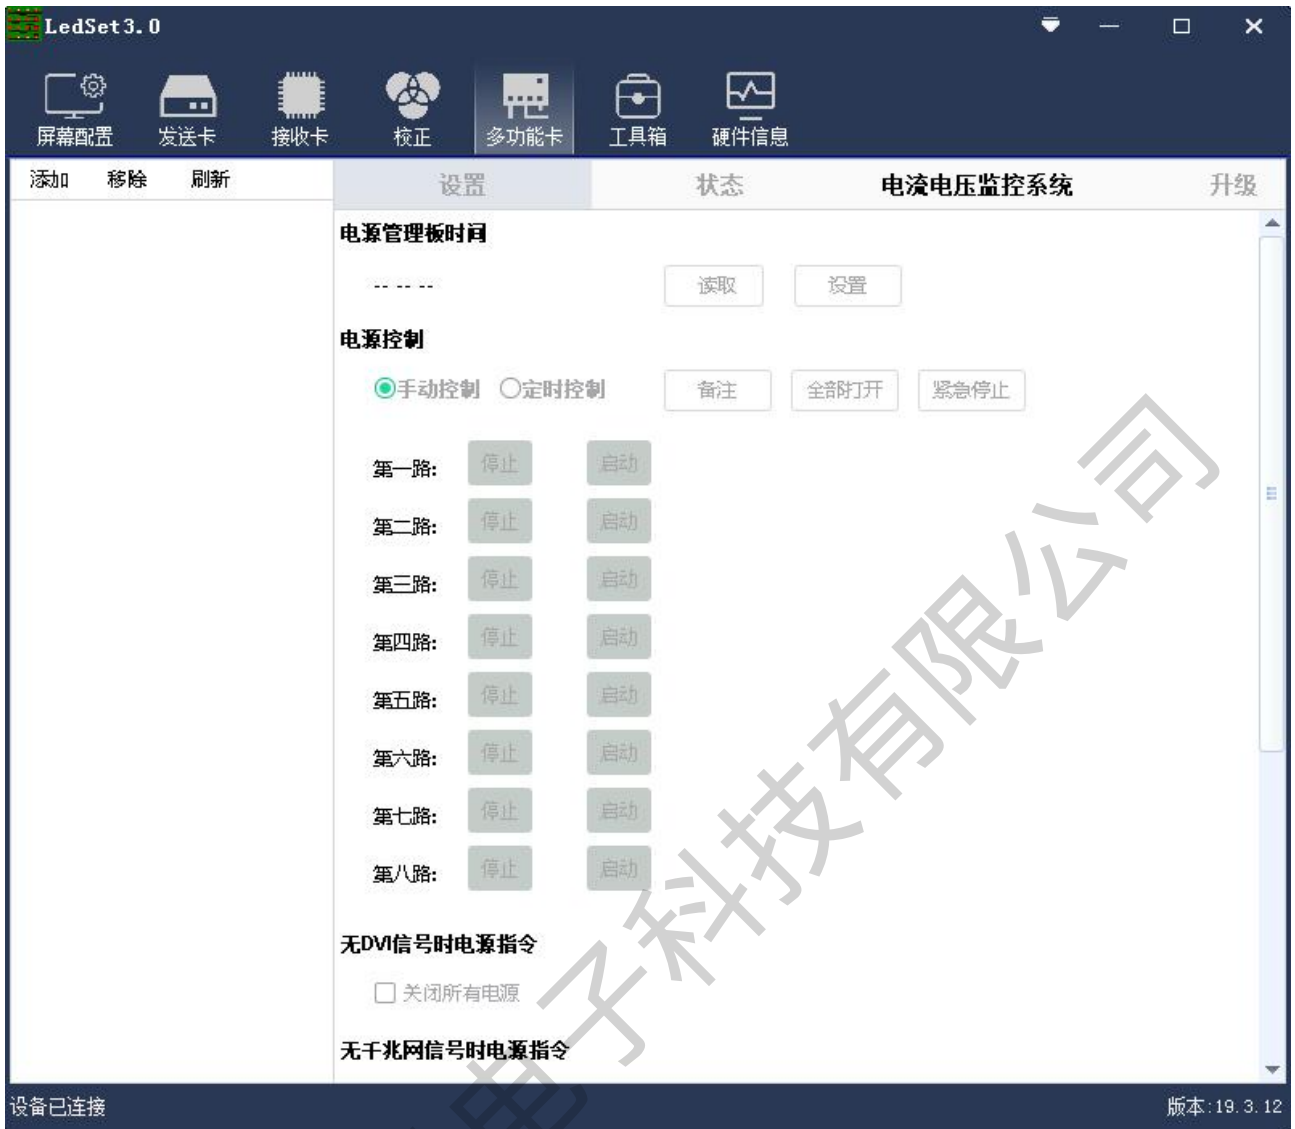 LedSet3.0
屏幕配置 发送卡 接收卡 校正 多功能卡 工具箱 硬件信息
添加 移除 刷新
设置 状态 电流电压监控系统 升级
电源管理板时间
-- -- -- 读取 设置
电源控制
手动控制 定时控制 备注 全部打开 紧急停止
第一路: 停止 启动
第二路: 停止 启动
第三路: 停止 启动
第四路: 停止 启动
第五路: 停止 启动
第六路: 停止 启动
第七路: 停止 启动
第八路: 停止 启动
无DVI信号时电源指令
关闭所有电源
无千兆网信号时电源指令
设备已连接 版本:19.3.12
电子科技有限公司